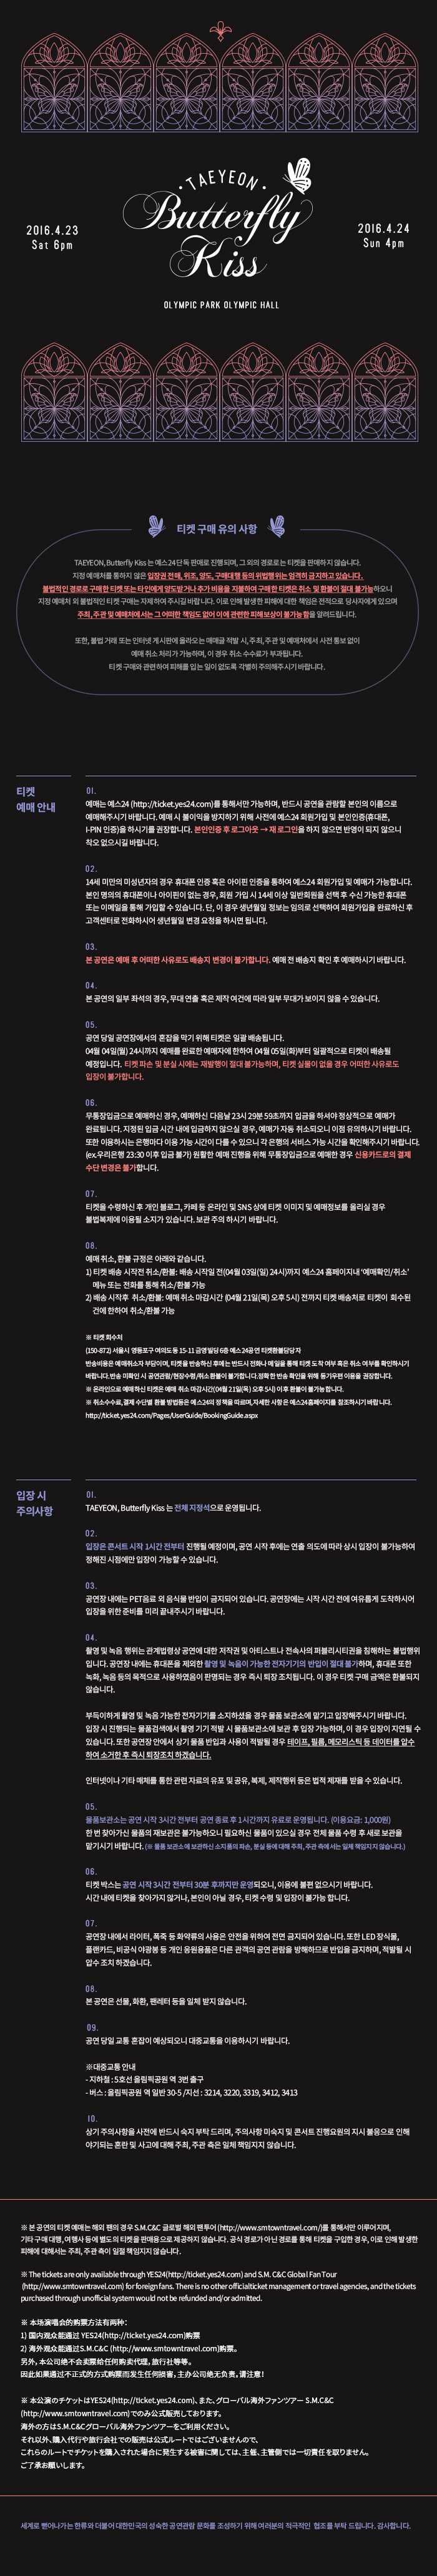 TAEYEON
Butterfly
Kiss
2016.4.23
Sat 6pm
2016.4.24
Sun 4pm
OLYMPIC PARK OLYMPIC HALL
티켓 구매 유의 사항
TAEYEON, Butterfly Kiss 는 예스24 단독 판매로 진행되며, 그 외의 경로로는 티켓을 판매하지 않습니다.
지정 예매처를 통하지 않은 입장권 전매, 위조, 양도, 구매대행 등의 위법행위는 엄격히 금지하고 있습니다.
불법적인 경로로 구매한 티켓 또는 타인에게 양도받거나 추가 비용을 지불하여 구매한 티켓은 취소 및 환불이 절대 불가능하오니
지정 예매처 외 불법적인 티켓 구매는 자제하여 주시길 바랍니다. 이로 인해 발생한 피해에 대한 책임은 전적으로 당사자에게 있으며
주최, 주관 및 예매처에서는 그 어떠한 책임도 없어 이에 관련한 피해보상이 불가능함을 알려드립니다.
또한, 불법 거래 또는 인터넷 게시판에 올라오는 매매글 적발 시, 주최, 주관 및 예매처에서 사전 통보 없이
예매 취소 처리가 가능하며, 이 경우 취소 수수료가 부과됩니다.
티켓 구매와 관련하여 피해를 입는 일이 없도록 각별히 주의해주시기 바랍니다.
티켓
예매 안내
01.
예매는 예스24 (http://ticket.yes24.com)를 통해서만 가능하며, 반드시 공연을 관람할 본인의 이름으로
예매해주시기 바랍니다. 예매 시 불이익을 방지하기 위해 사전에 예스24 회원가입 및 본인인증(휴대폰,
I-PIN 인증)을 하시기를 권장합니다. 본인인증 후 로그아웃 → 재 로그인을 하지 않으면 반영이 되지 않으니
착오 없으시길 바랍니다.
02.
14세 미만의 미성년자의 경우 휴대폰 인증 혹은 아이핀 인증을 통하여 예스24 회원가입 및 예매가 가능합니다.
본인 명의의 휴대폰이나 아이핀이 없는 경우, 회원 가입 시 14세 이상 일반회원을 선택 후 수신 가능한 휴대폰
또는 이메일을 통해 가입할 수 있습니다. 단, 이 경우 생년월일 정보는 임의로 선택하여 회원가입을 완료하신 후
고객센터로 전화하시어 생년월일 변경 요청을 하시면 됩니다.
03.
본 공연은 예매 후 어떠한 사유로도 배송지 변경이 불가합니다. 예매 전 배송지 확인 후 예매하시기 바랍니다.
04.
본 공연의 일부 좌석의 경우, 무대 연출 혹은 제작 여건에 따라 일부 무대가 보이지 않을 수 있습니다.
05.
공연 당일 공연장에서의 혼잡을 막기 위해 티켓은 일괄 배송됩니다.
04월 04일(월) 24시까지 예매를 완료한 예매자에 한하여 04월 05일(화)부터 일괄적으로 티켓이 배송될
예정입니다. 티켓 파손 및 분실 시에는 재발행이 절대 불가능하며, 티켓 실물이 없을 경우 어떠한 사유로도
입장이 불가합니다.
06.
무통장입금으로 예매하신 경우, 예매하신 다음날 23시 29분 59초까지 입금을 하셔야 정상적으로 예매가
완료됩니다. 지정된 입금 시간 내에 입금하지 않으실 경우, 예매가 자동 취소되오니 이점 유의하시기 바랍니다.
또한 이용하시는 은행마다 이용 가능 시간이 다를 수 있으니 각 은행의 서비스 가능 시간을 확인해주시기 바랍니다.
(ex.우리은행 23:30 이후 입금 불가) 원활한 예매 진행을 위해 무통장입금으로 예매한 경우 신용카드로의 결제
수단 변경은 불가합니다.
07.
티켓을 수령하신 후 개인 블로그, 카페 등 온라인 및 SNS 상에 티켓 이미지 및 예매정보를 올리실 경우
불법복제에 이용될 소지가 있습니다. 보관 주의 하시기 바랍니다.
08.
예매 취소, 환불 규정은 아래와 같습니다.
1) 티켓 배송 시작전 취소/환불: 배송 시작일 전(04월 03일(일) 24시)까지 예스24 홈페이지내 '예매확인/취소'
메뉴 또는 전화를 통해 취소/환불 가능
2) 배송 시작후 취소/환불: 예매 취소 마감시간 (04월 21일(목) 오후 5시) 전까지 티켓 배송처로 티켓이 회수된
건에 한하여 취소/환불 가능
※ 티켓 회수처
(150-872) 서울시 영등포구 여의도동 15-11 금영빌딩 6층 예스24공연 티켓환불담당자
반송비용은 예매취소자 부담이며, 티켓을 반송하신 후에는 반드시 전화나 메일을 통해 티켓 도착 여부 혹은 취소 여부를 확인하시기
바랍니다.반송 미확인 시 공연관람/현장수령/취소환불이 불가합니다.정확한 반송 확인을 위해 등기우편 이용을 권장합니다.
※ 온라인으로 예매하신 티켓은 예매 취소 마감시간(04월 21일(목) 오후 5시) 이후 환불이 불가능합니다.
※ 취소수수료,결제 수단별 환불 방법등은 예스24의 정책을 따르며,자세한 사항은 예스24홈페이지를 참조하시기 바랍니다.
http://ticket.yes24.com/Pages/UserGuide/BookingGuide.aspx
입장 시
주의사항
01.
TAEYEON, Butterfly Kiss 는 전체 지정석으로 운영됩니다.
02.
입장은 콘서트 시작 1시간 전부터 진행될 예정이며, 공연 시작 후에는 연출 의도에 따라 상시 입장이 불가능하여
정해진 시점에만 입장이 가능할 수 있습니다.
03.
공연장 내에는 PET음료 외 음식물 반입이 금지되어 있습니다. 공연장에는 시작 시간 전에 여유롭게 도착하시어
입장을 위한 준비를 미리 끝내주시기 바랍니다.
04.
촬영 및 녹음 행위는 관계법령상 공연에 대한 저작권 및 아티스트나 전속사의 퍼블리시티권을 침해하는 불법행위
입니다. 공연장 내에는 휴대폰을 제외한 촬영 및 녹음이 가능한 전자기기의 반입이 절대 불가하며, 휴대폰 또한
녹화, 녹음 등의 목적으로 사용하였음이 판명되는 경우 즉시 퇴장 조치됩니다. 이 경우 티켓 구매 금액은 환불되지
않습니다.
부득이하게 촬영 및 녹음 가능한 전자기기를 소지하셨을 경우 물품 보관소에 맡기고 입장해주시기 바랍니다.
입장 시 진행되는 물품검색에서 촬영 기기 적발 시 물품보관소에 보관 후 입장 가능하며, 이 경우 입장이 지연될 수
있습니다. 또한 공연장 안에서 상기 물품 반입과 사용이 적발될 경우 테이프, 필름, 메모리스틱 등 데이터를 압수
하여 소거한 후 즉시 퇴장조치 하겠습니다.
인터넷이나 기타 매체를 통한 관련 자료의 유포 및 공유, 복제, 제작행위 등은 법적 제재를 받을 수 있습니다.
05.
물품보관소는 공연 시작 3시간 전부터 공연 종료 후 1시간까지 유료로 운영됩니다. (이용요금: 1,000원)
한 번 찾아가신 물품의 재보관은 불가능하오니 필요하신 물품이 있으실 경우 전체 물품 수령 후 새로 보관을
맡기시기 바랍니다. (※ 물품 보관소에 보관하신 소지품의 파손, 분실 등에 대해 주최, 주관 측에서는 일체 책임지지 않습니다.)
06.
티켓 박스는 공연 시작 3시간 전부터 30분 후까지만 운영되오니, 이용에 불편 없으시기 바랍니다.
시간 내에 티켓을 찾아가지 않거나, 본인이 아닐 경우, 티켓 수령 및 입장이 불가능 합니다.
07.
공연장 내에서 라이터, 폭죽 등 화약류의 사용은 안전을 위하여 전면 금지되어 있습니다. 또한 LED 장식물,
플랜카드, 비공식 야광봉 등 개인 응원용품은 다른 관객의 공연 관람을 방해하므로 반입을 금지하며, 적발될 시
압수 조치 하겠습니다.
08.
본 공연은 선물, 화환, 팬레터 등을 일체 받지 않습니다.
09.
공연 당일 교통 혼잡이 예상되오니 대중교통을 이용하시기 바랍니다.
※대중교통 안내
- 지하철 : 5호선 올림픽공원 역 3번 출구
- 버스 : 올림픽공원 역 일반 30-5 /지선 : 3214, 3220, 3319, 3412, 3413
10.
상기 주의사항을 사전에 반드시 숙지 부탁 드리며, 주의사항 미숙지 및 콘서트 진행요원의 지시 불응으로 인해
야기되는 혼란 및 사고에 대해 주최, 주관 측은 일체 책임지지 않습니다.
※ 본 공연의 티켓 예매는 해외 팬의 경우 S.M.C&C 글로벌 해외 팬투어 (http://www.smtowntravel.com/)를 통해서만 이루어지며,
기타 구매 대행, 여행사 등에 별도의 티켓을 판매용으로 제공하지 않습니다. 공식 경로가 아닌 경로를 통해 티켓을 구입한 경우, 이로 인해 발생한
피해에 대해서는 주최, 주관 측이 일절 책임지지 않습니다.
※ The tickets are only available through YES24(http://ticket.yes24.com) and S.M. C&C Global Fan Tour
(http://www.smtowntravel.com) for foreign fans. There is no other official ticket management or travel agencies, and the tickets
purchased through unofficial system would not be refunded and/or admitted.
※ 本场演唱会的购票方法有两种：
1) 国内观众能通过 YES24(http://ticket.yes24.com)购票
2) 海外观众能通过S.M.C&C (http://www.smtowntravel.com)购票。
另外，本公司绝不会卖票给任何购卖代理，旅行社等等。
因此如果通过不正式的方式购票而发生任何损害，主办公司绝无负责，请注意！
※ 本公演のチケットはYES24(http://ticket.yes24.com)、また、グローバル海外ファンツアー S.M.C&C
(http://www.smtowntravel.com)でのみ公式販売しております。
海外の方はS.M.C&Cグローバル海外ファンツアーをご利用ください。
それ以外、購入代行や旅行会社での販売は公式ルートではございませんので、
これらのルートでチケットを購入された場合に発生する被害に関しては、主催、主管側では一切責任を取りません。
ご了承お願いします。
세계로 뻗어나가는 한류와 더불어 대한민국의 성숙한 공연관람 문화를 조성하기 위해 여러분의 적극적인 협조를 부탁 드립니다. 감사합니다.